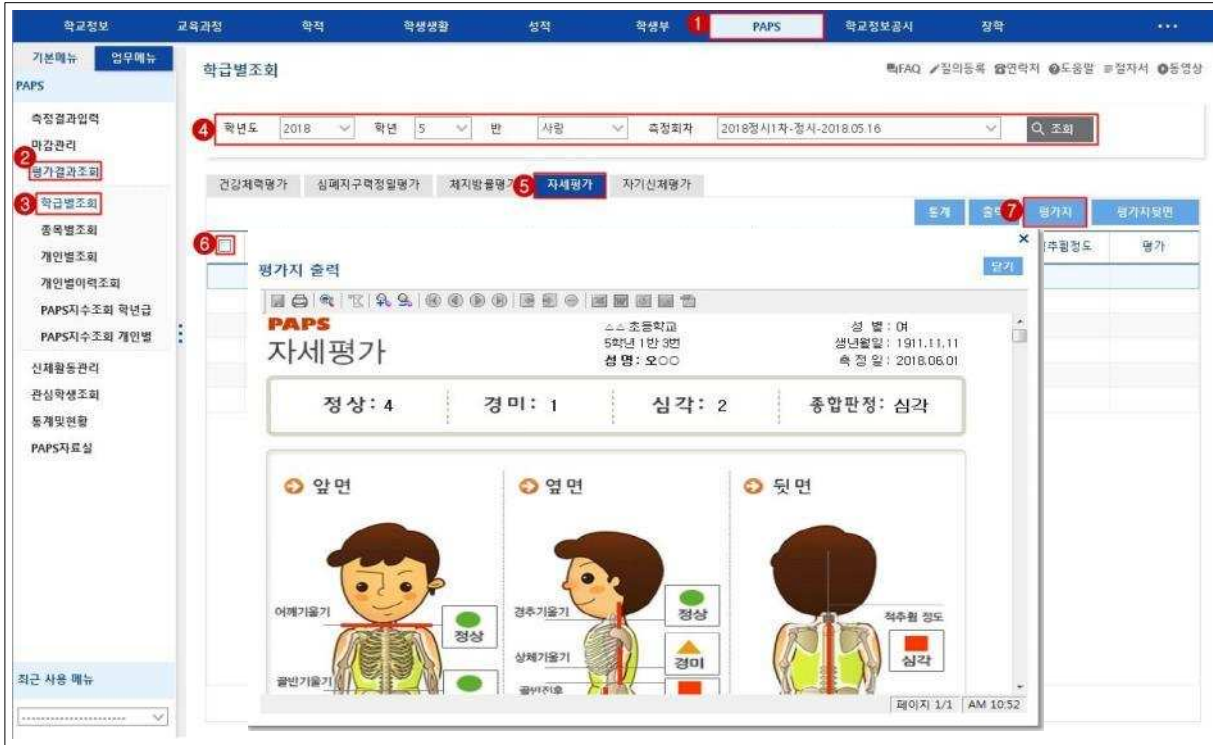 학교정보 교육과정 학적 학생생활 성적 학생부 1 PAPS 학교정보공시 장학 ...
기본메뉴 업무메뉴
PAPS
측정결과입력
마감관리
2
평가결과조회
3 학급별조회
종목별조회
개인별조회
개인별이력조회
PAPS지수조회 학년급
PAPS지수조회 개인별
신체활동관리
관심학생조회
통계및현황
PAPS자료실
최근 사용 메뉴
학급별조회
FAQ 질의등록 연락처 도움말 절차서 동영상
4 학년도 2018 학년 5 반 사랑 측정회차 2018정시1차-정시-2018.05.16 조회
건강체력평가 심폐지구력정밀평가 체지방률평가 5 자세평가 자기신체평가
통계 출력 7 평가지 평가지뒷면
6
추휨정도 평가
평가지 출력 닫기
PAPS
자세평가
△△초등학교
5학년 1반 3번
성명: 오○○
성 별: 여
생년월일: 1911.11.11
측 정 일: 2018.06.01
정상: 4 경미: 1 심각: 2 종합판정: 심각
앞면
어깨기울기
정상
골반기울기
옆면
경추기울기
정상
상체기울기
경미
골반전후
뒷면
척추휨 정도
심각
페이지 1/1 AM 10:52